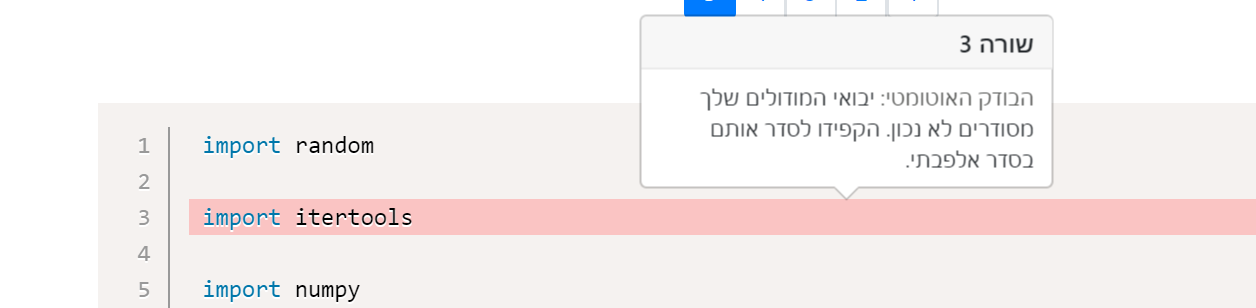 שורה 3
הבודק האוטומטי: יבואי המודולים שלך
מסודרים לא נכון. הקפידו לסדר אותם
בסדר אלפבתי.
1 import random
2
3 import itertools
4
5 import numpy